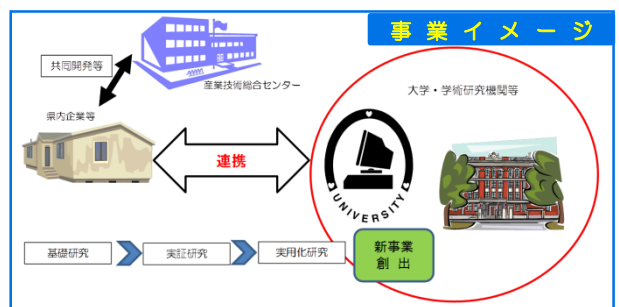 事業イメージ
共同開発等
産業技術総合センター
大学・学術研究機関等
県内企業等
連携
UNIVERSITY
基礎研究
実証研究
実用化研究
新事業
創出